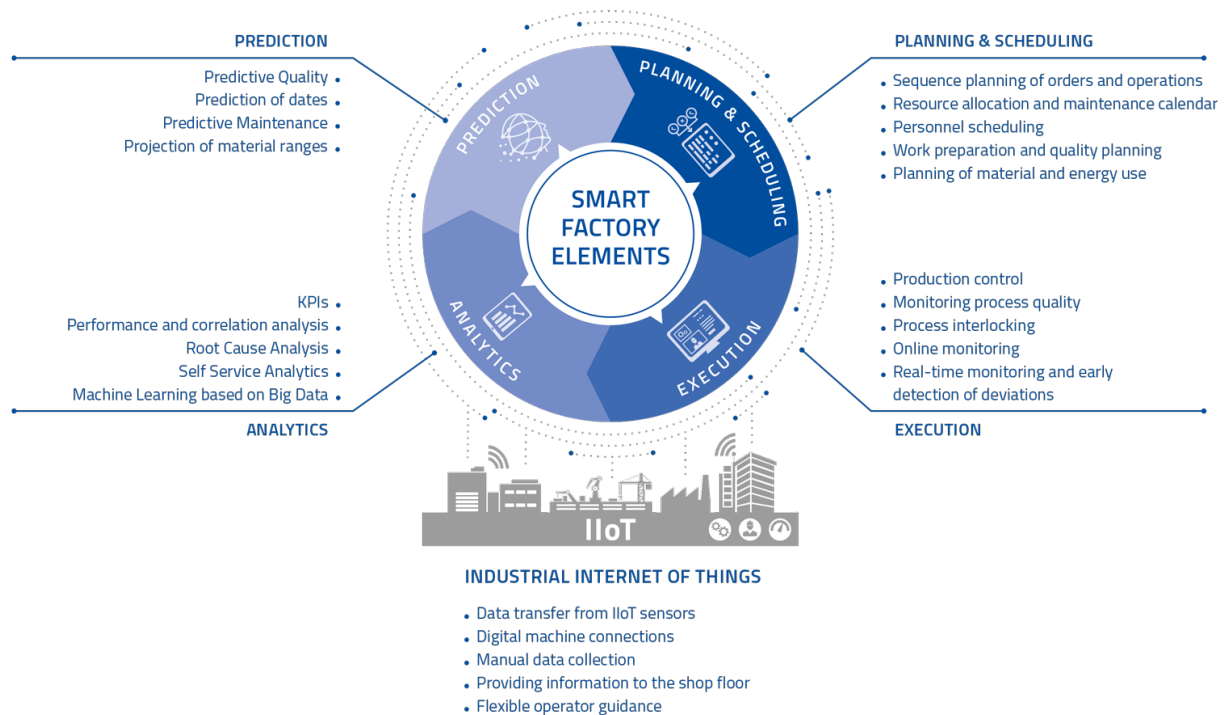 PREDICTION
Predictive Quality
Prediction of dates
Predictive Maintenance
Projection of material ranges
PLANNING & SCHEDULING
Sequence planning of orders and operations
Resource allocation and maintenance calendar
Personnel scheduling
Work preparation and quality planning
Planning of material and energy use
PREDICTION
PLANNING & SCHEDULING
SMART
FACTORY
ELEMENTS
ANALYTICS
EXECUTION
KPIs
Performance and correlation analysis
Root Cause Analysis
Self Service Analytics
Machine Learning based on Big Data
ANALYTICS
Production control
Monitoring process quality
Process interlocking
Online monitoring
Real-time monitoring and early
detection of deviations
EXECUTION
IIoT
INDUSTRIAL INTERNET OF THINGS
Data transfer from IIoT sensors
Digital machine connections
Manual data collection
Providing information to the shop floor
Flexible operator guidance